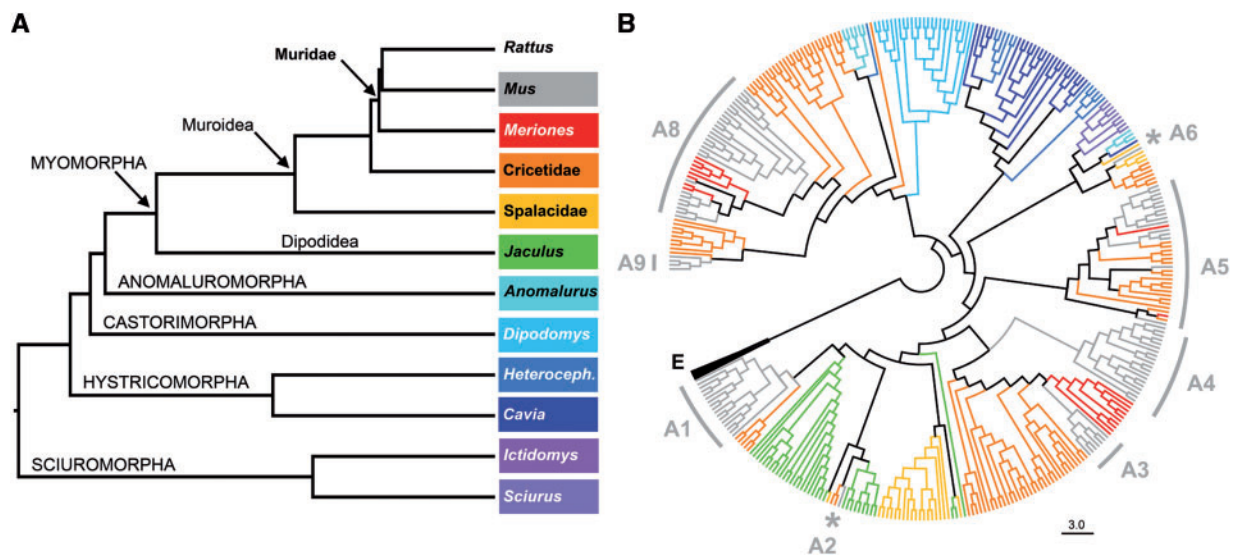 A
Rattus
Muridae
Mus
Muroidea
Meriones
MYOMORPHA
Cricetidae
Spalacidae
Dipodidea
Jaculus
ANOMALUROMORPHA
Anomalurus
CASTORIMORPHA
Dipodomys
HYSTRICOMORPHA
Heteroceph.
Cavia
SCIUROMORPHA
Ictidomys
Sciurus
B
A8
* A6
A9
A5
E
A4
A1
A3
*
A2
3.0